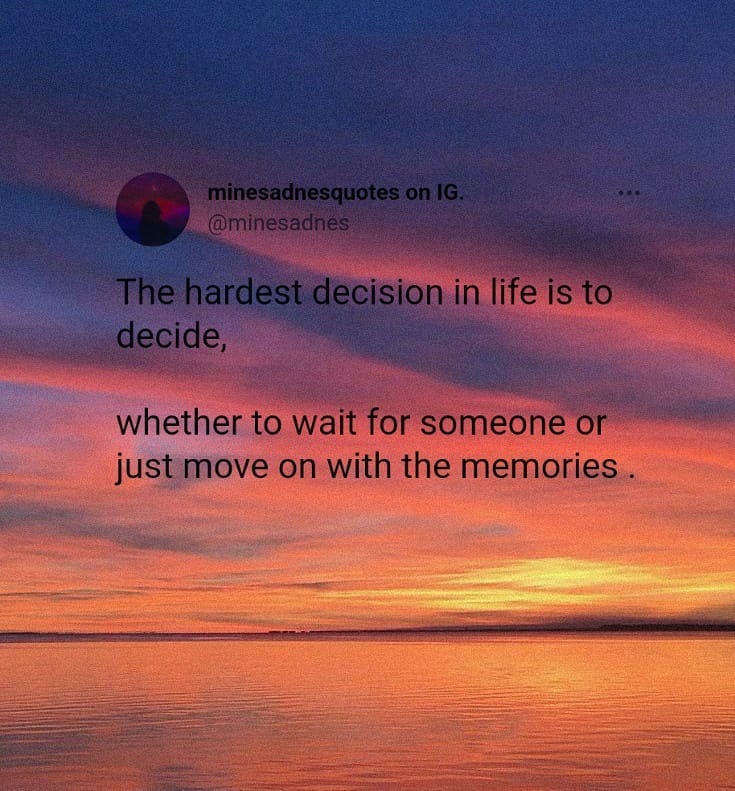 minesadnesquotes on IG.
@minesadnes
The hardest decision in life is to
decide,
whether to wait for someone or
just move on with the memories .